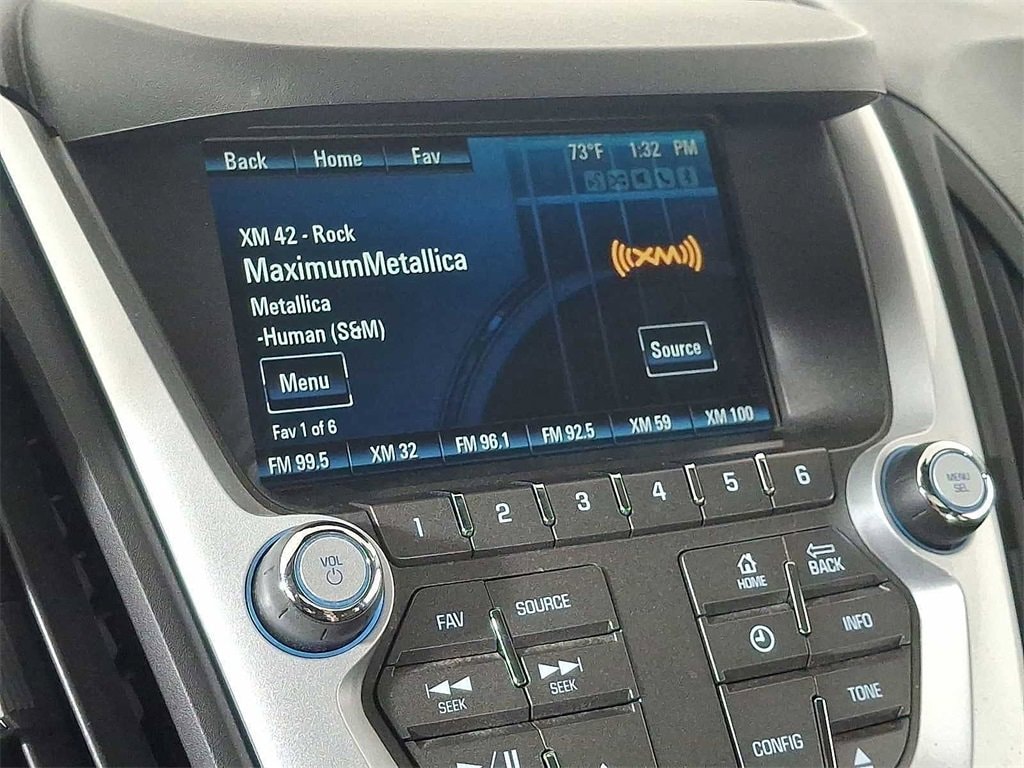 Back Home Fav 73°F 1:32 PM
XM 42 - Rock
MaximumMetallica
XM
Metallica
-Human (S&M)
Menu
Source
Fav 1 of 6
FM 99.5 XM 32 FM 96.1 FM 92.5 XM 59 XM 100
1 2 3 4 5 6
MENU
SEL
VOL
HOME
BACK
FAV
SOURCE
INFO
SEEK
SEEK
TONE
CONFIG